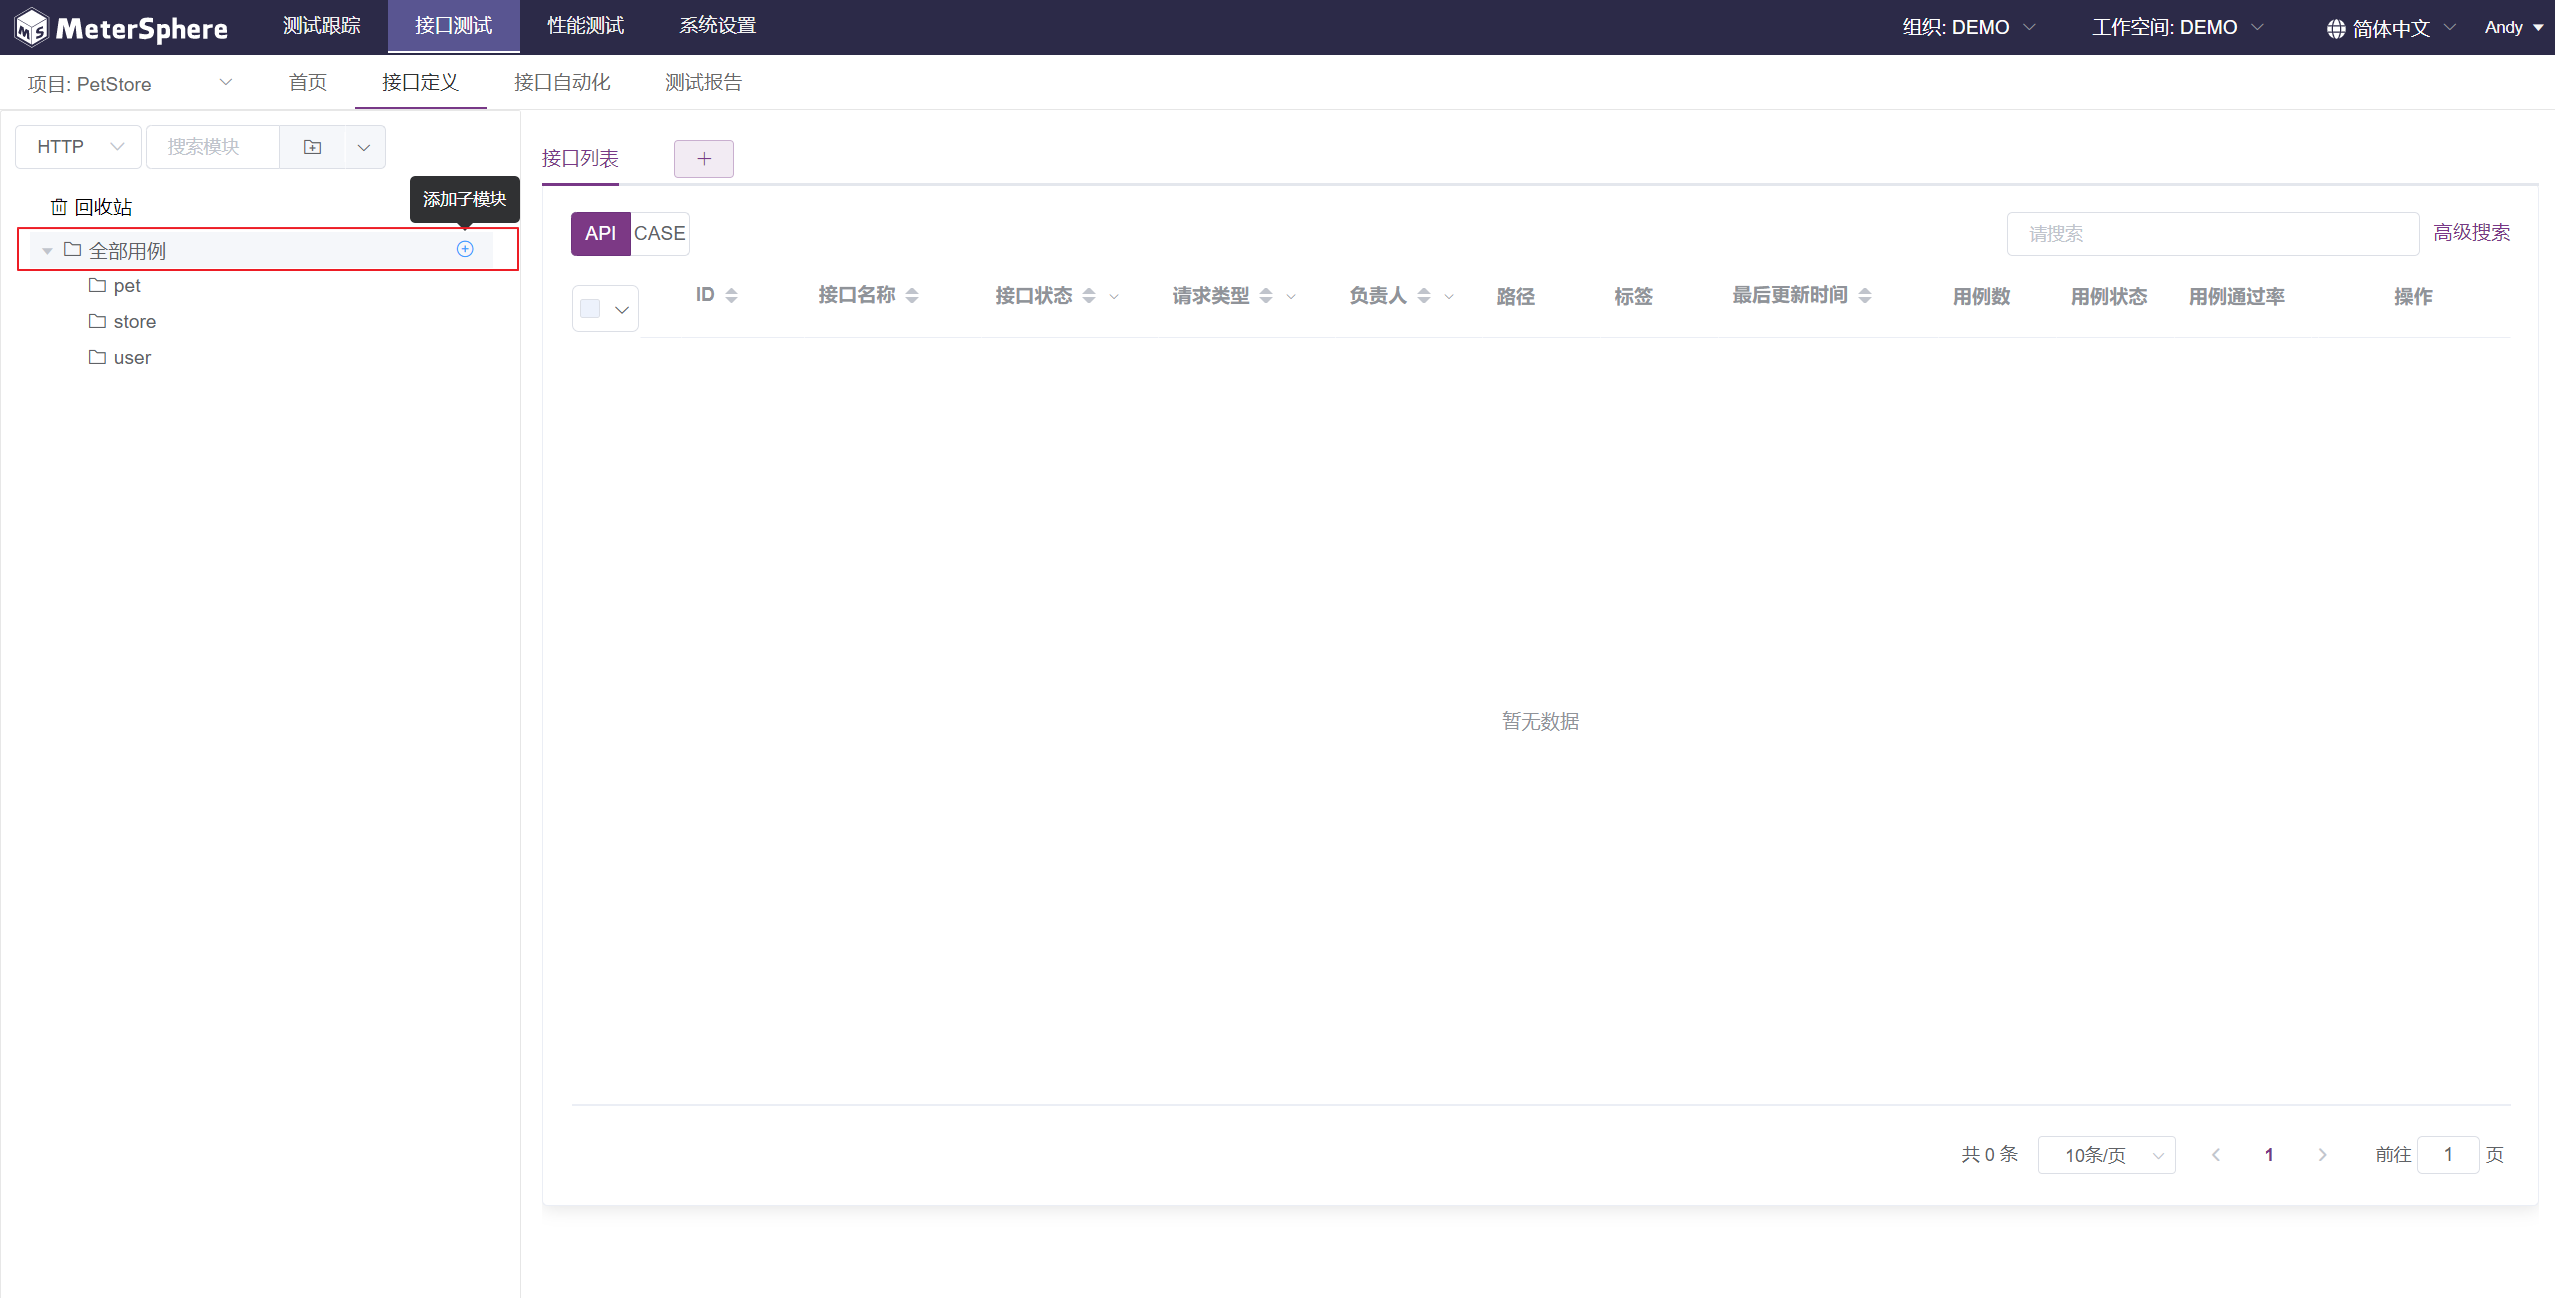 MeterSphere 测试跟踪 接口测试 性能测试 系统设置 组织: DEMO 工作空间: DEMO 简体中文 Andy
项目: PetStore 首页 接口定义 接口自动化 测试报告
HTTP 搜索模块
添加子模块
回收站
全部用例
pet
store
user
接口列表 +
API CASE 请搜索 高级搜索
ID 接口名称 接口状态 请求类型 负责人 路径 标签 最后更新时间 用例数 用例状态 用例通过率 操作
暂无数据
共 0 条 10条/页 1 前往 1 页